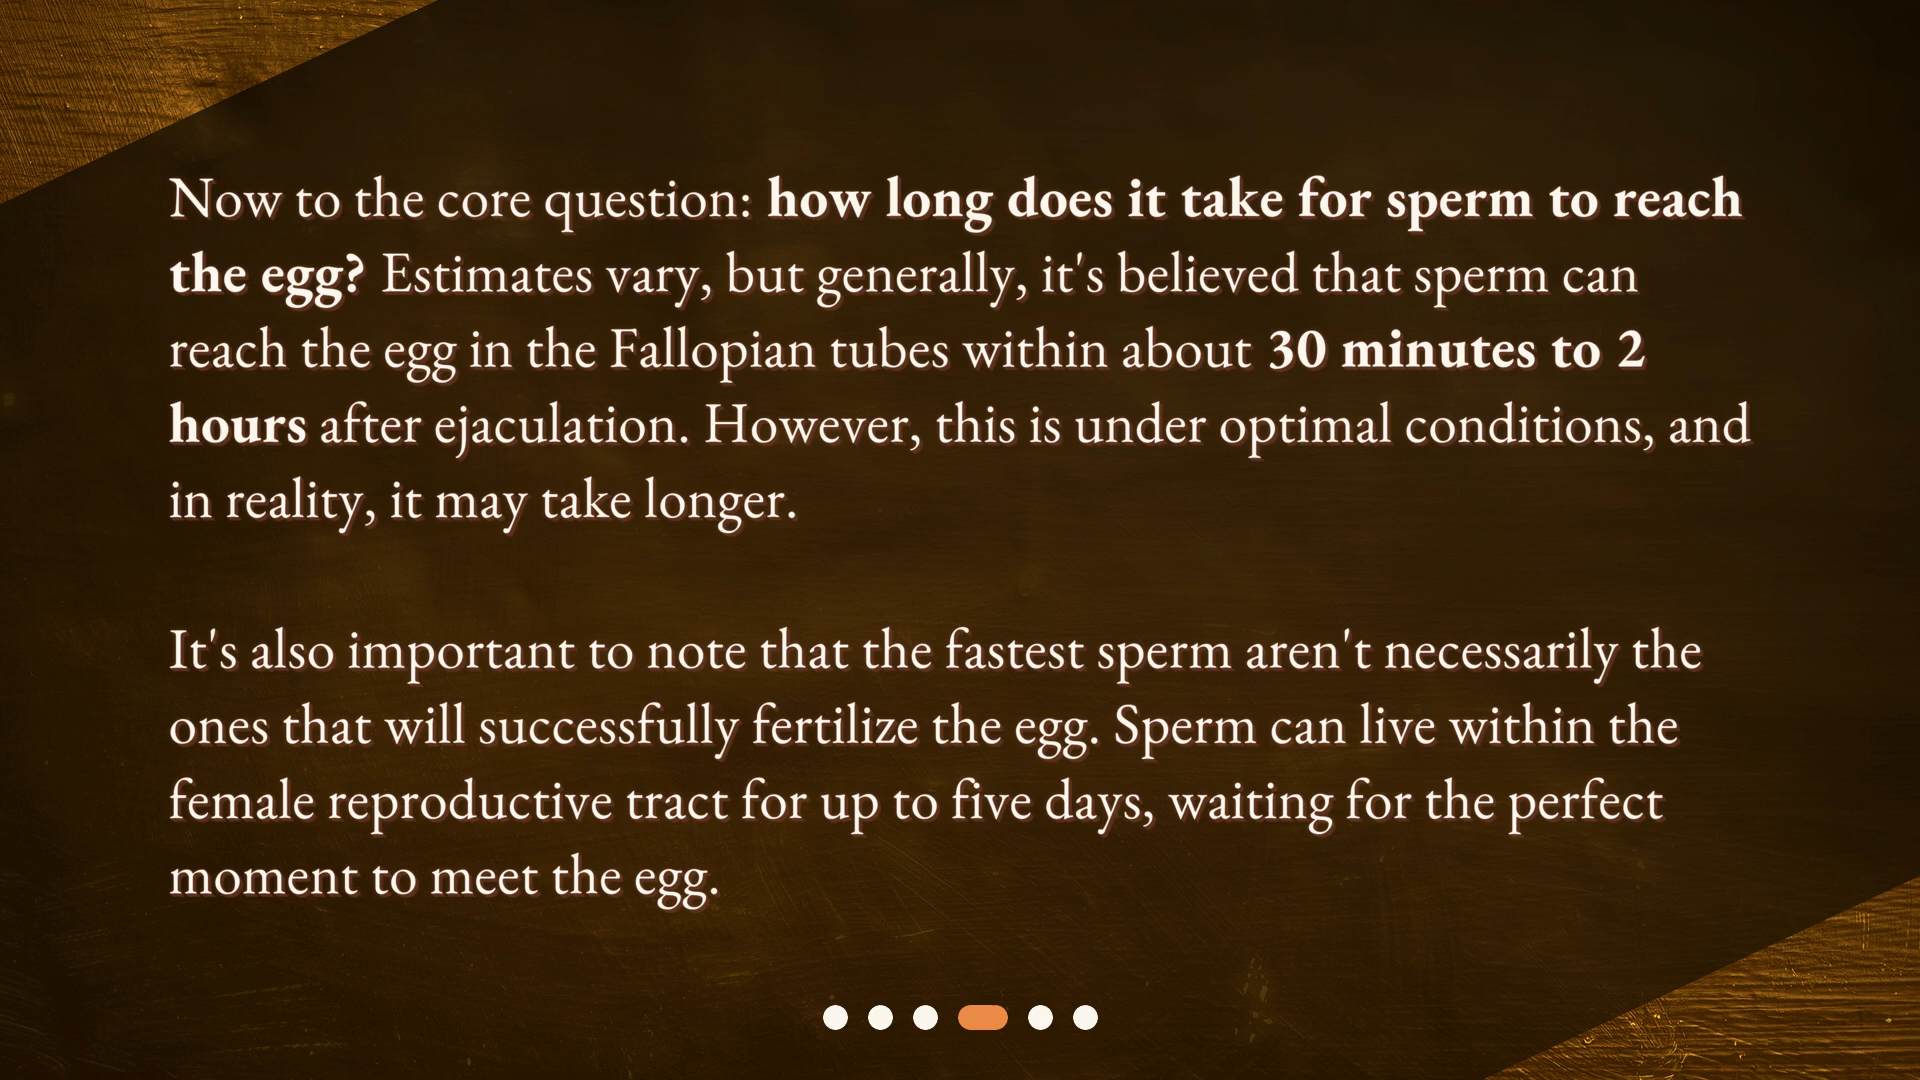 Now to the core question: how long does it take for sperm to reach
the egg? Estimates vary, but generally, it's believed that sperm can
reach the egg in the Fallopian tubes within about 30 minutes to 2
hours after ejaculation. However, this is under optimal conditions, and
in reality, it may take longer.
It's also important to note that the fastest sperm aren't necessarily the
ones that will successfully fertilize the egg. Sperm can live within the
female reproductive tract for up to five days, waiting for the perfect
moment to meet the egg.